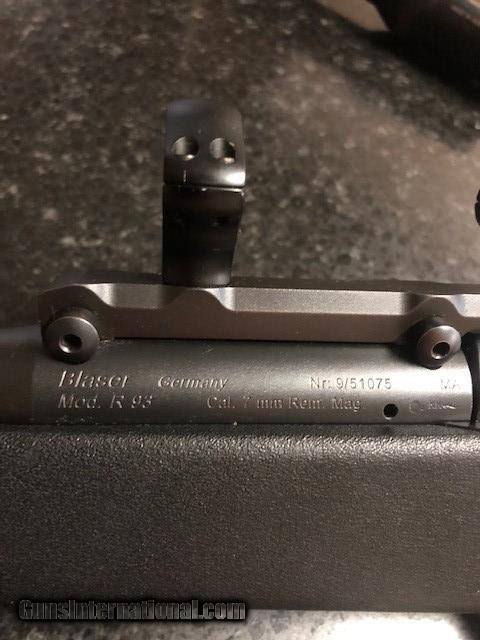 Blaser Germany Nr: 9/51075 MA
Mod. R 93 Cal. 7 mm Rem. Mag
GunsInternational.com